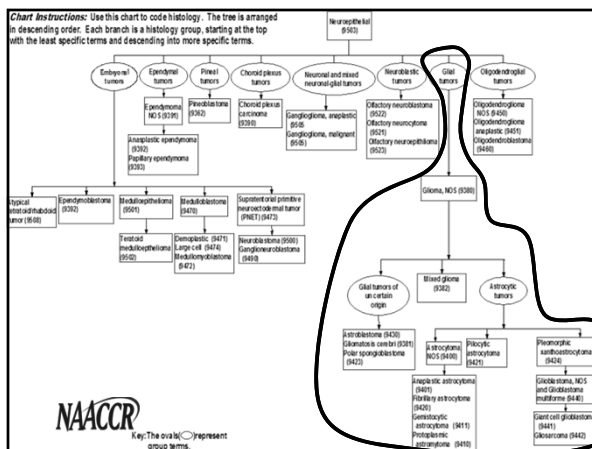 Chart Instructions: Use this chart to code histology. The tree is arranged
in descending order. Each branch is a histology group, starting at the top
with the least specific terms and descending into more specific terms.
Neuroepithelial
(9503)
Embryonal
tumors
Ependymal
tumors
Pineal
tumors
Choroid plexus
tumors
Neuronal and mixed
neuronal-glial tumors
Neuroblastic
tumors
Glial
tumors
Oligodendroglial
tumors
Ependymoma
NOS (9391)
Anasplastic ependymoma
(9392)
Papillary ependymoma
(9393)
Pineoblastoma
(9362)
Choroid plexus
carcinoma
(9390)
Ganglioglioma, anaplastic
(9505
Ganglioglioma, malignant
(9505)
Olfactory neuroblastoma
(9522)
Olfactory neurocytoma
(9521)
Olfactory neuroepithlioma
(9523)
Oligodendroglioma
NOS (9450)
Oligodendroglioma
anaplastic (9451)
Oligodendroblastoma
(9460)
Atypical
teratoid/rhabdoid
tumor (9508)
Ependymoblastoma
(9392)
Medulloepithelioma
(9501)
Teratoid
medulloepthelioma
(9502)
Medulloblastoma
(9470)
Demoplastic (9471)
Large cell (9474)
Medullomyoblastoma
(9472)
Supratentorial primitive
neuroectodermal tumor
(PNET) (9473)
Neuroblastoma (9500)
Ganglioneuroblastoma
(9490)
Glioma, NOS (9380)
Glial tumors of
un certain
origin
Mixed glioma
(9382)
Astrocytic
tumors
Astroblastoma (9430)
Gliomatosis cerebri (9381)
Polar spongioblastoma
(9423)
Astrocytoma
NOS (9400)
Pilocytic
astrocytoma
(9421)
Pleomorphic
xanthoastrocytoma
(9424)
Anaplastic astrocytoma
(9401)
Fibrillary astrocytoma
(9420)
Gemistocytic
astrocytoma (9411)
Protoplasmic
astromytoma (9410)
Glioblastoma, NOS
and Glioblastoma
multiforme (9440)
Giant cell glioblastoma
(9441)
Gliosarcoma (9442)
NAACCR
Key: The ovals( )represent
group terms.